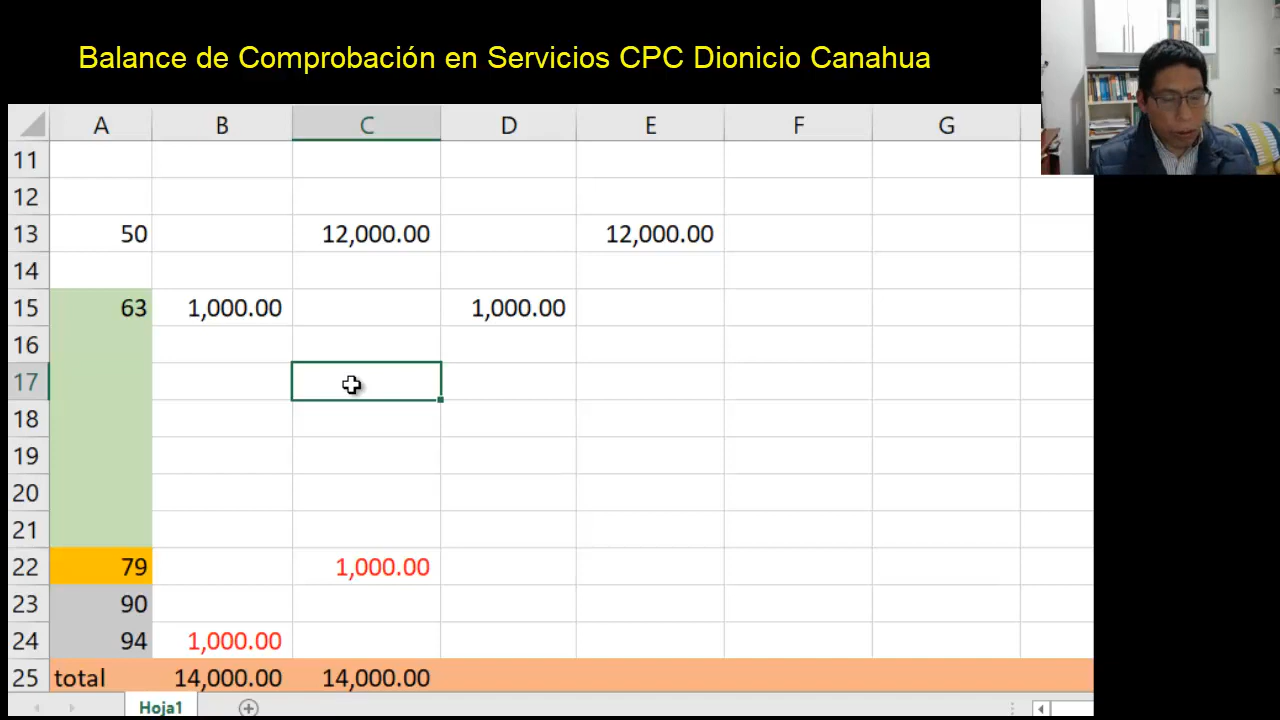 Balance de Comprobación en Servicios CPC Dionicio Canahua
A B C D E F G
11
12
13 50 12,000.00 12,000.00
14
15 63 1,000.00 1,000.00
16
17
18
19
20
21
22 79 1,000.00
23 90
24 94 1,000.00
25 total 14,000.00 14,000.00
Hoja1